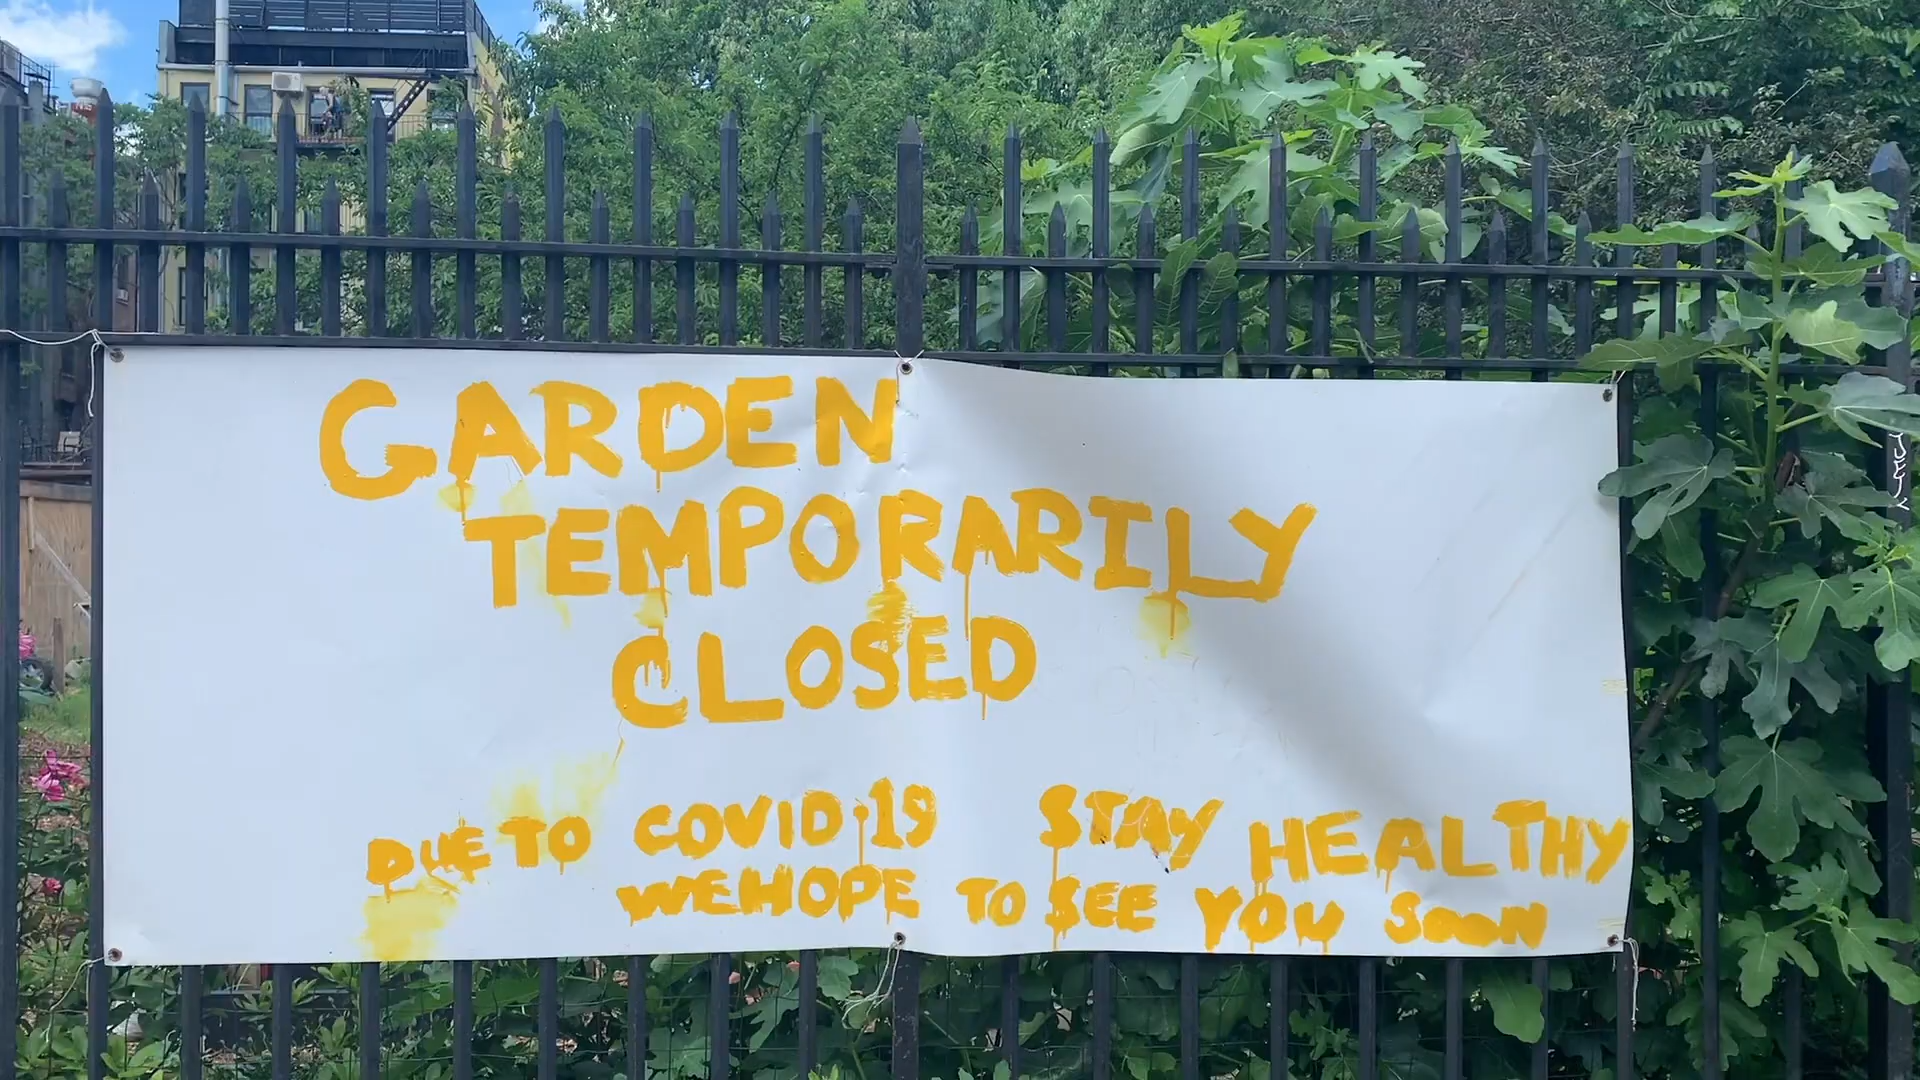 GARDEN
TEMPORARILY
CLOSED
DUE TO COVID-19 STAY HEALTHY
WE HOPE TO SEE YOU SOON